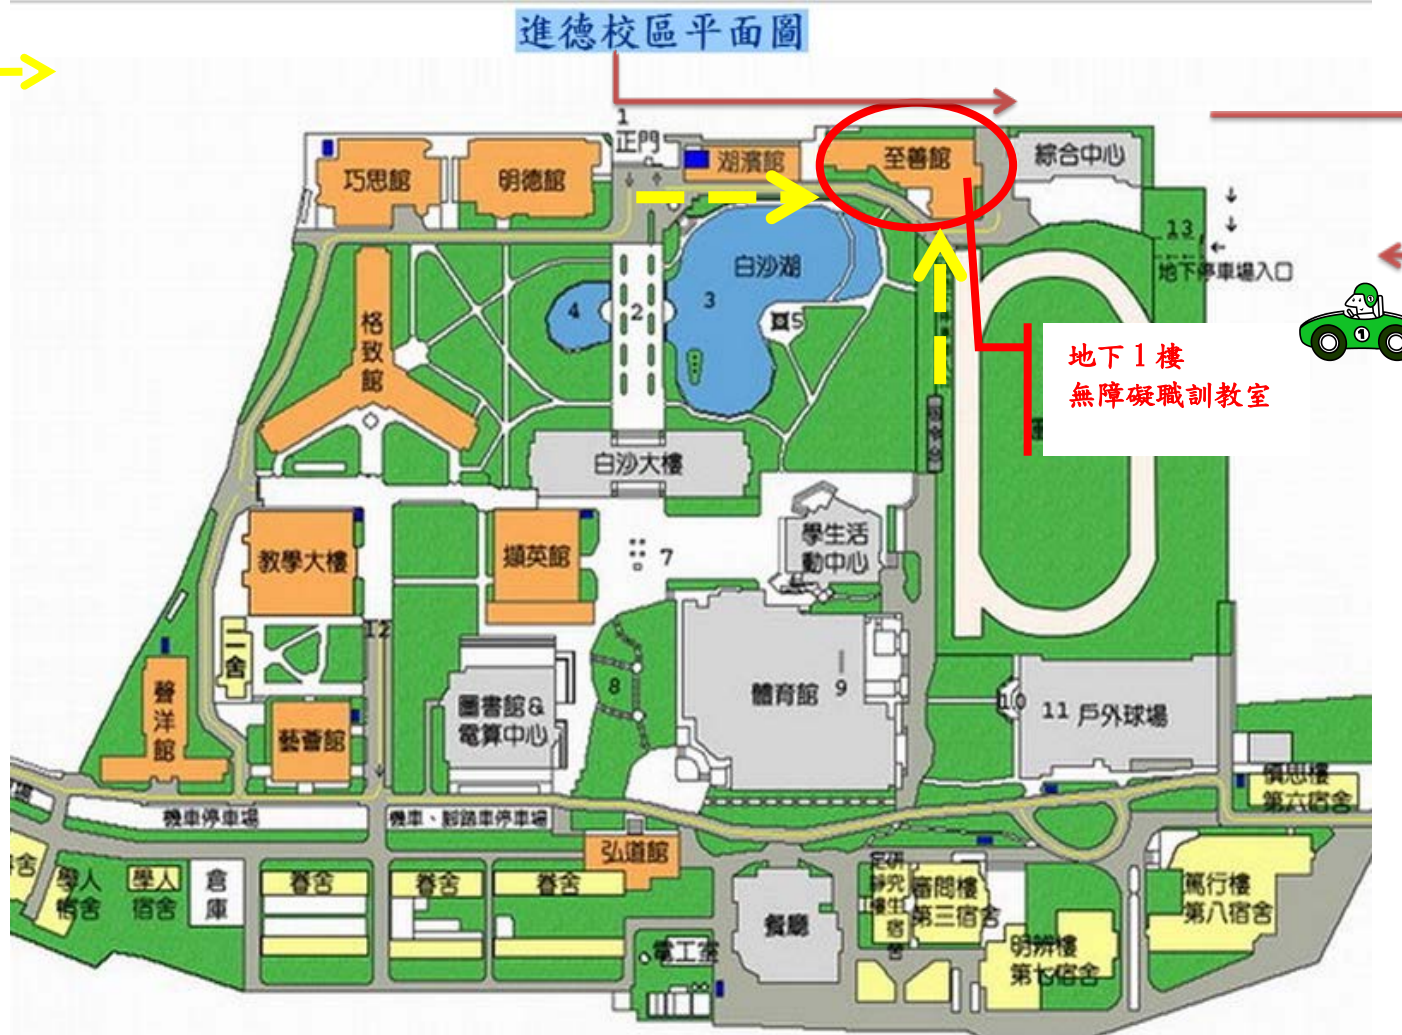 進德校區平面圖
1
正門
巧思館
明德館
湖濱館
至善館
綜合中心
13
地下停車場入口
白沙湖
格致館
4
2
3
5
1
地下1樓
無障礙職訓教室
白沙大樓
教學大樓
擷英館
7
學生活
動中心
12
二舍
聲洋館
藝薈館
圖書館&
電算中心
8
體育館
9
10
11 戶外球場
慎思樓
第六宿舍
機車停車場
機車、腳踏車停車場
弘道館
學人
宿舍
學人
宿舍
倉庫
眷舍
眷舍
眷舍
餐廳
電工室
審問樓
第三宿舍
明辨樓
第七宿舍
篤行樓
第八宿舍